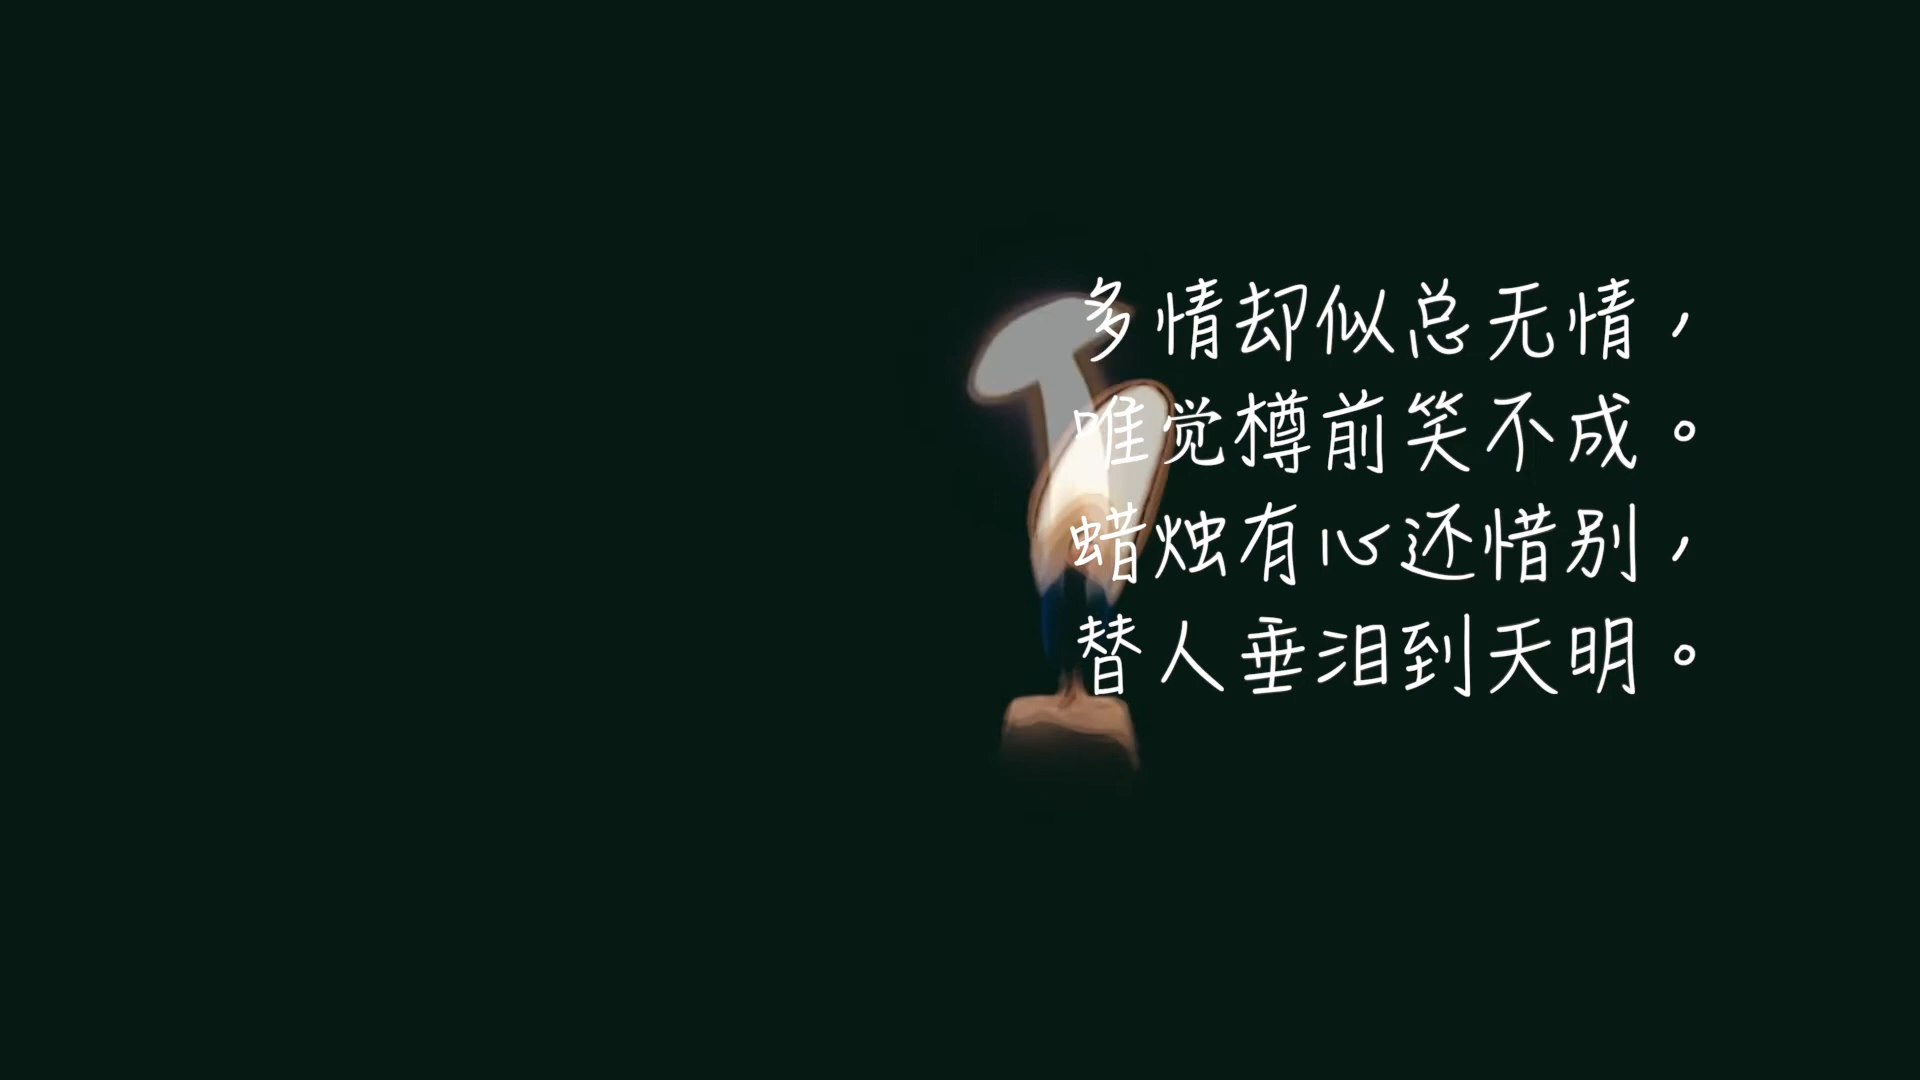 多情却似总无情，
唯觉樽前笑不成。
蜡烛有心还惜别，
替人垂泪到天明。